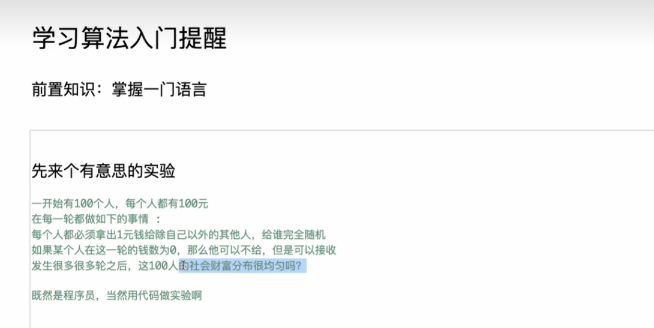 学习算法入门提醒
前置知识：掌握一门语言
先来个有意思的实验
一开始有100个人，每个人都有100元
在每一轮都做如下的事情 ：
每个人都必须拿出1元钱给除自己以外的其他人，给谁完全随机
如果某个人在这一轮的钱数为0，那么他可以不给，但是可以接收
发生很多很多轮之后，这100人的社会财富分布很均匀吗？
既然是程序员，当然用代码做实验啊